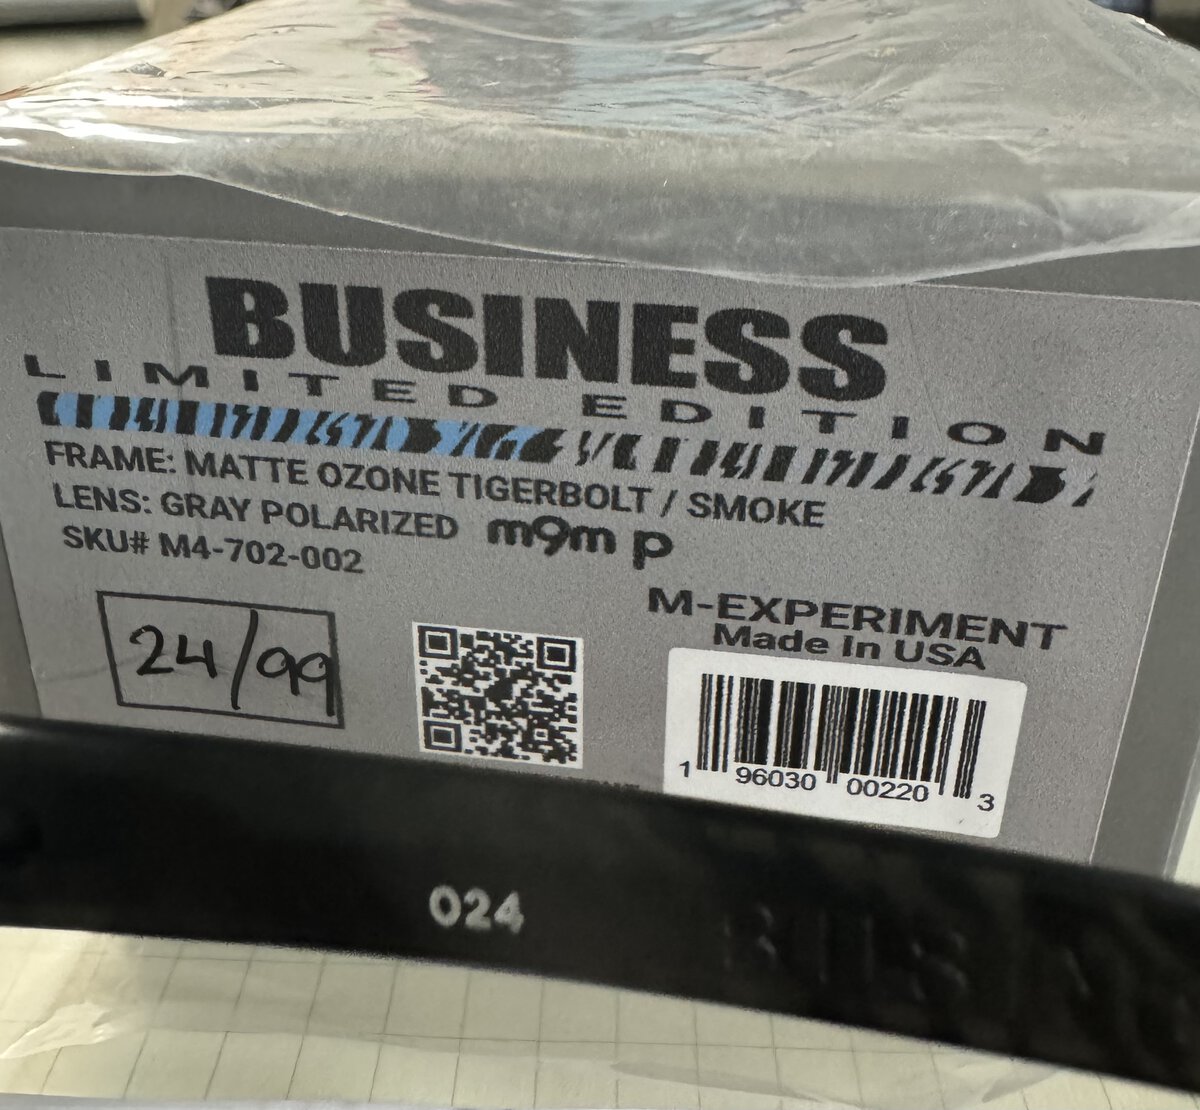 BUSINESS
LIMITED EDITION
FRAME: MATTE OZONE TIGERBOLT / SMOKE
LENS: GRAY POLARIZED m9m p
SKU# M4-702-002
24/99
M-EXPERIMENT
Made In USA
1 96030 00220 3
024